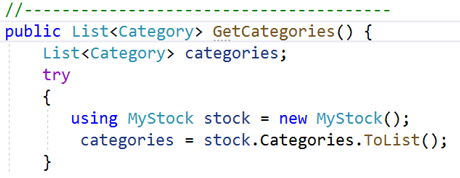 //----------------------------------------
public List<Category> GetCategories() {
List<Category> categories;
try
{
using MyStock stock = new MyStock();
categories = stock.Categories.ToList();
}